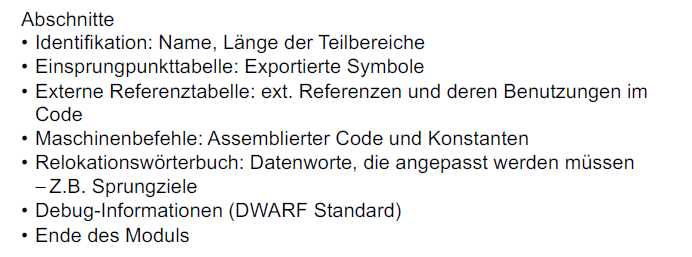 Abschnitte
• Identifikation: Name, Länge der Teilbereiche
• Einsprungpunkttabelle: Exportierte Symbole
• Externe Referenztabelle: ext. Referenzen und deren Benutzungen im
Code
• Maschinenbefehle: Assemblierter Code und Konstanten
• Relokationswörterbuch: Datenworte, die angepasst werden müssen
– Z.B. Sprungziele
• Debug-Informationen (DWARF Standard)
• Ende des Moduls